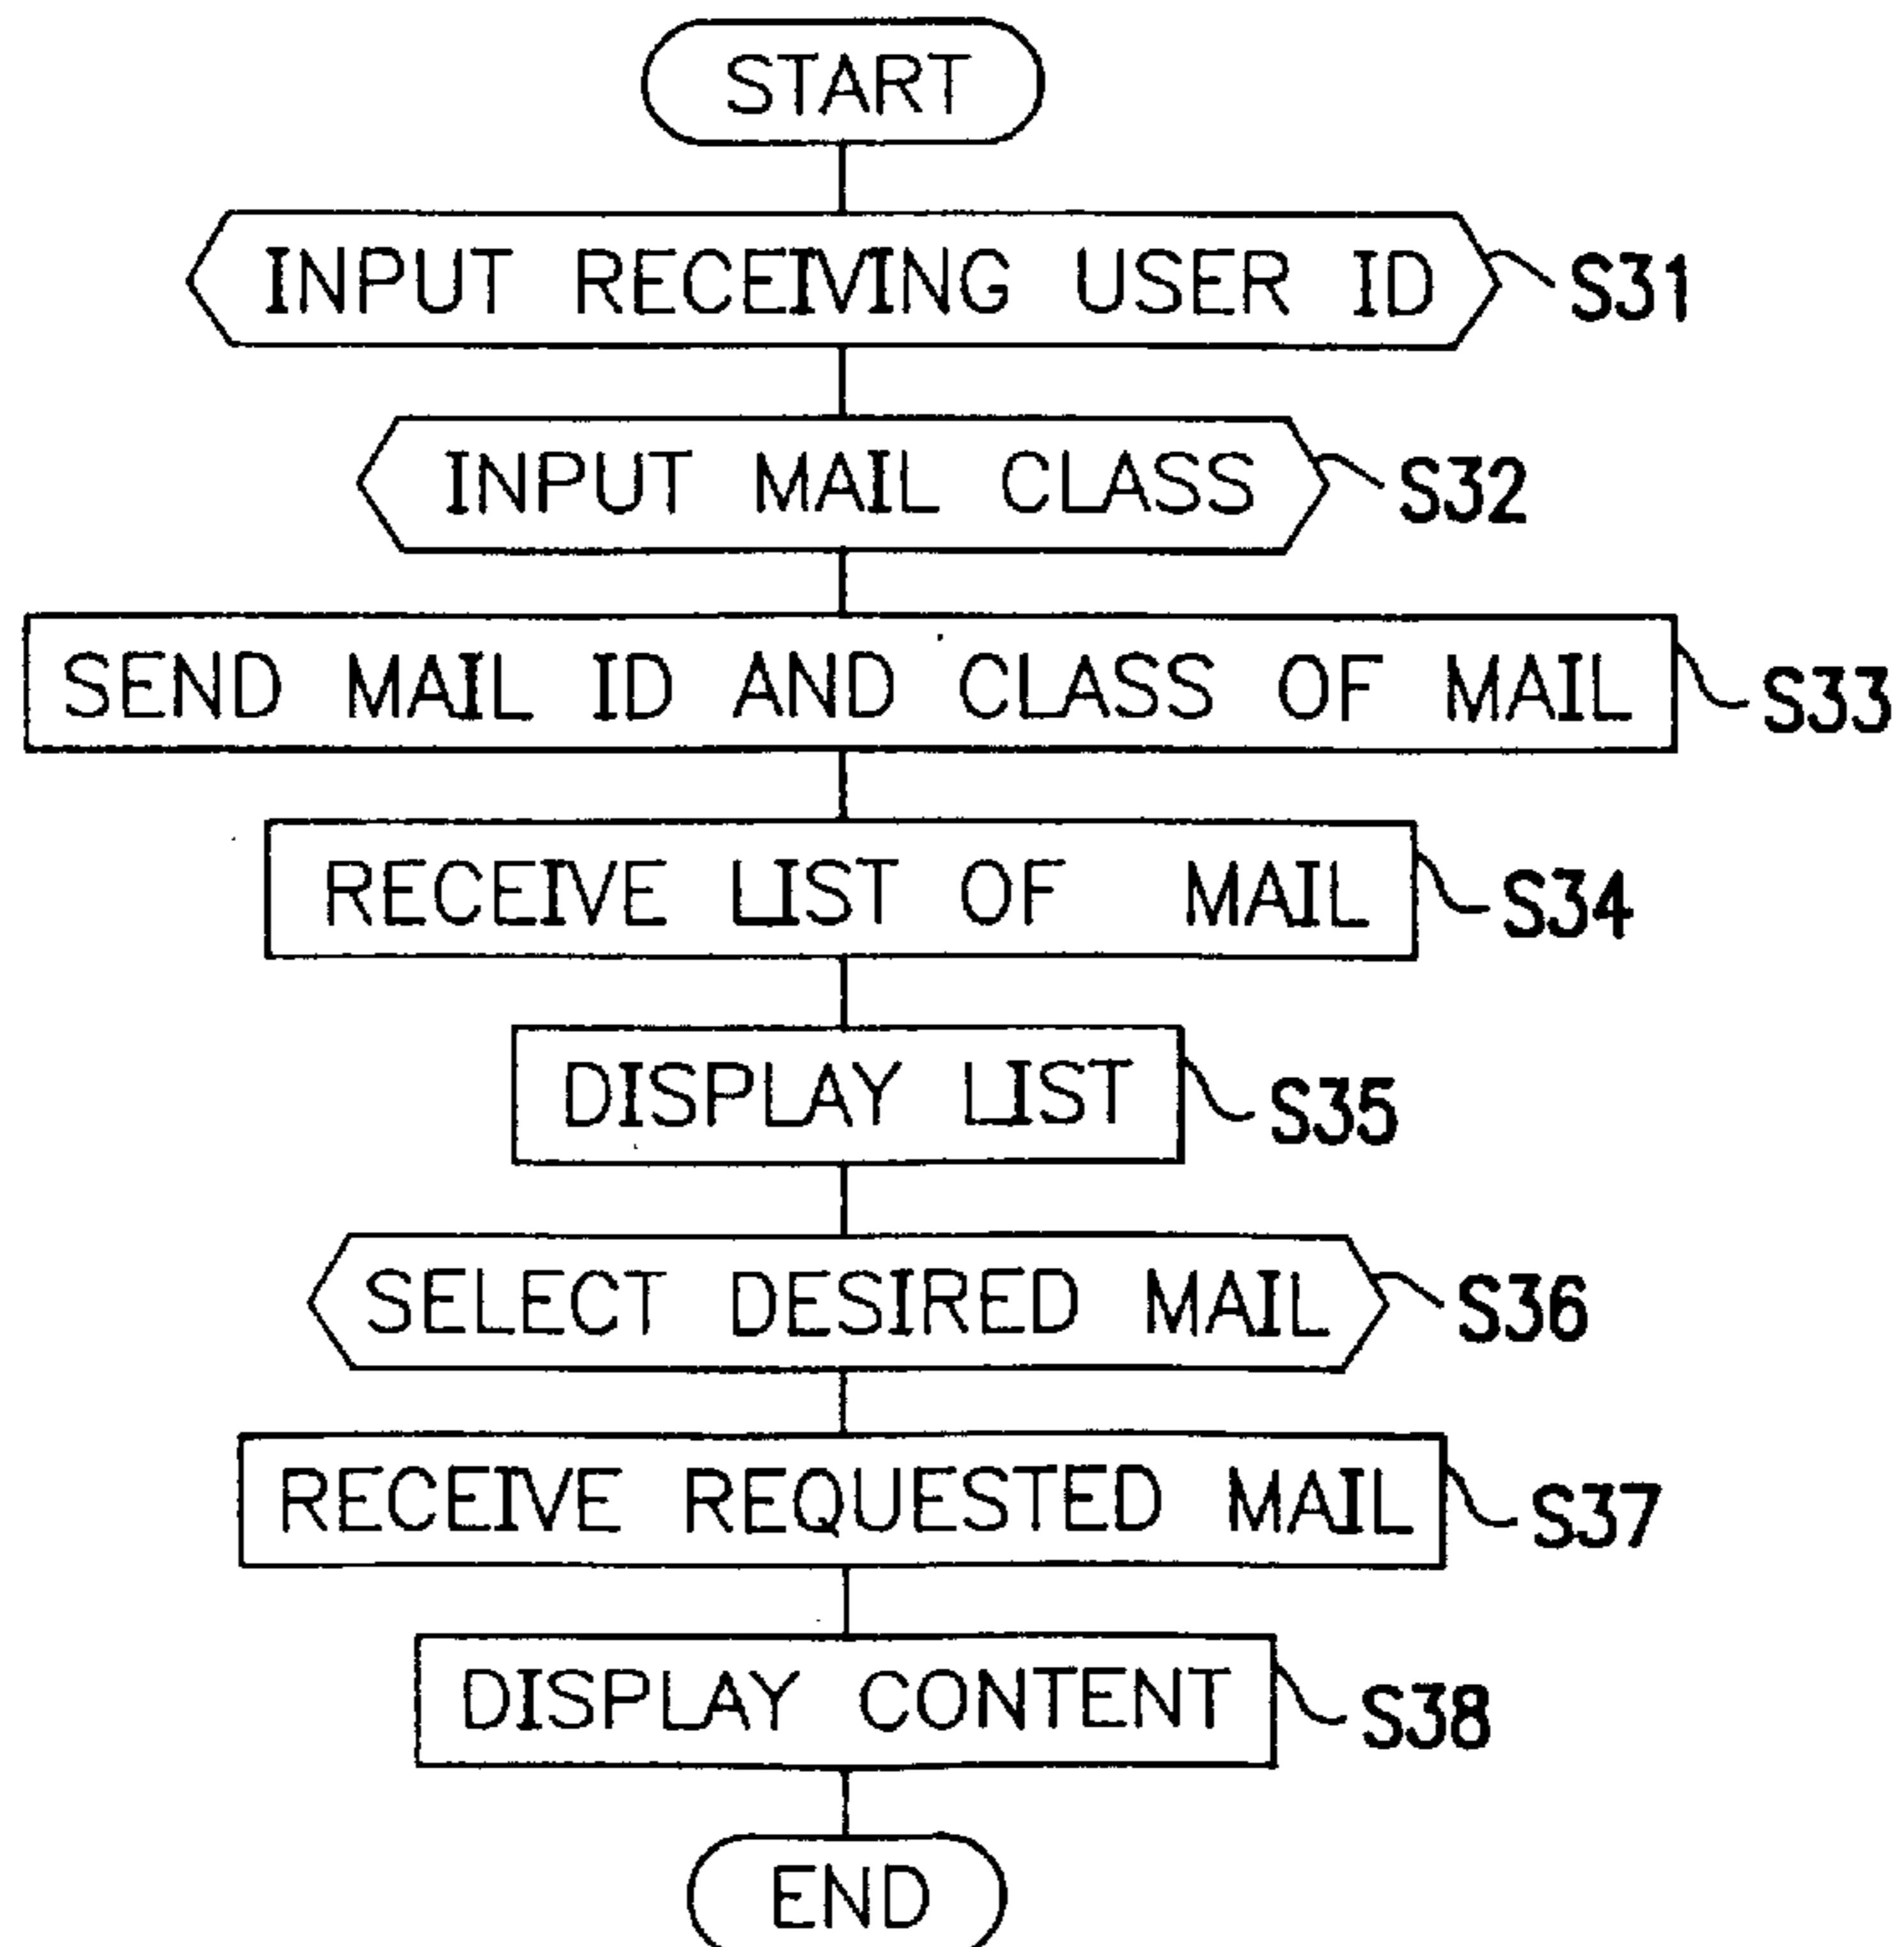 START
INPUT RECEIVING USER ID S31
INPUT MAIL CLASS S32
SEND MAIL ID AND CLASS OF MAIL S33
RECEIVE LIST OF MAIL S34
DISPLAY LIST S35
SELECT DESIRED MAIL S36
RECEIVE REQUESTED MAIL S37
DISPLAY CONTENT S38
END